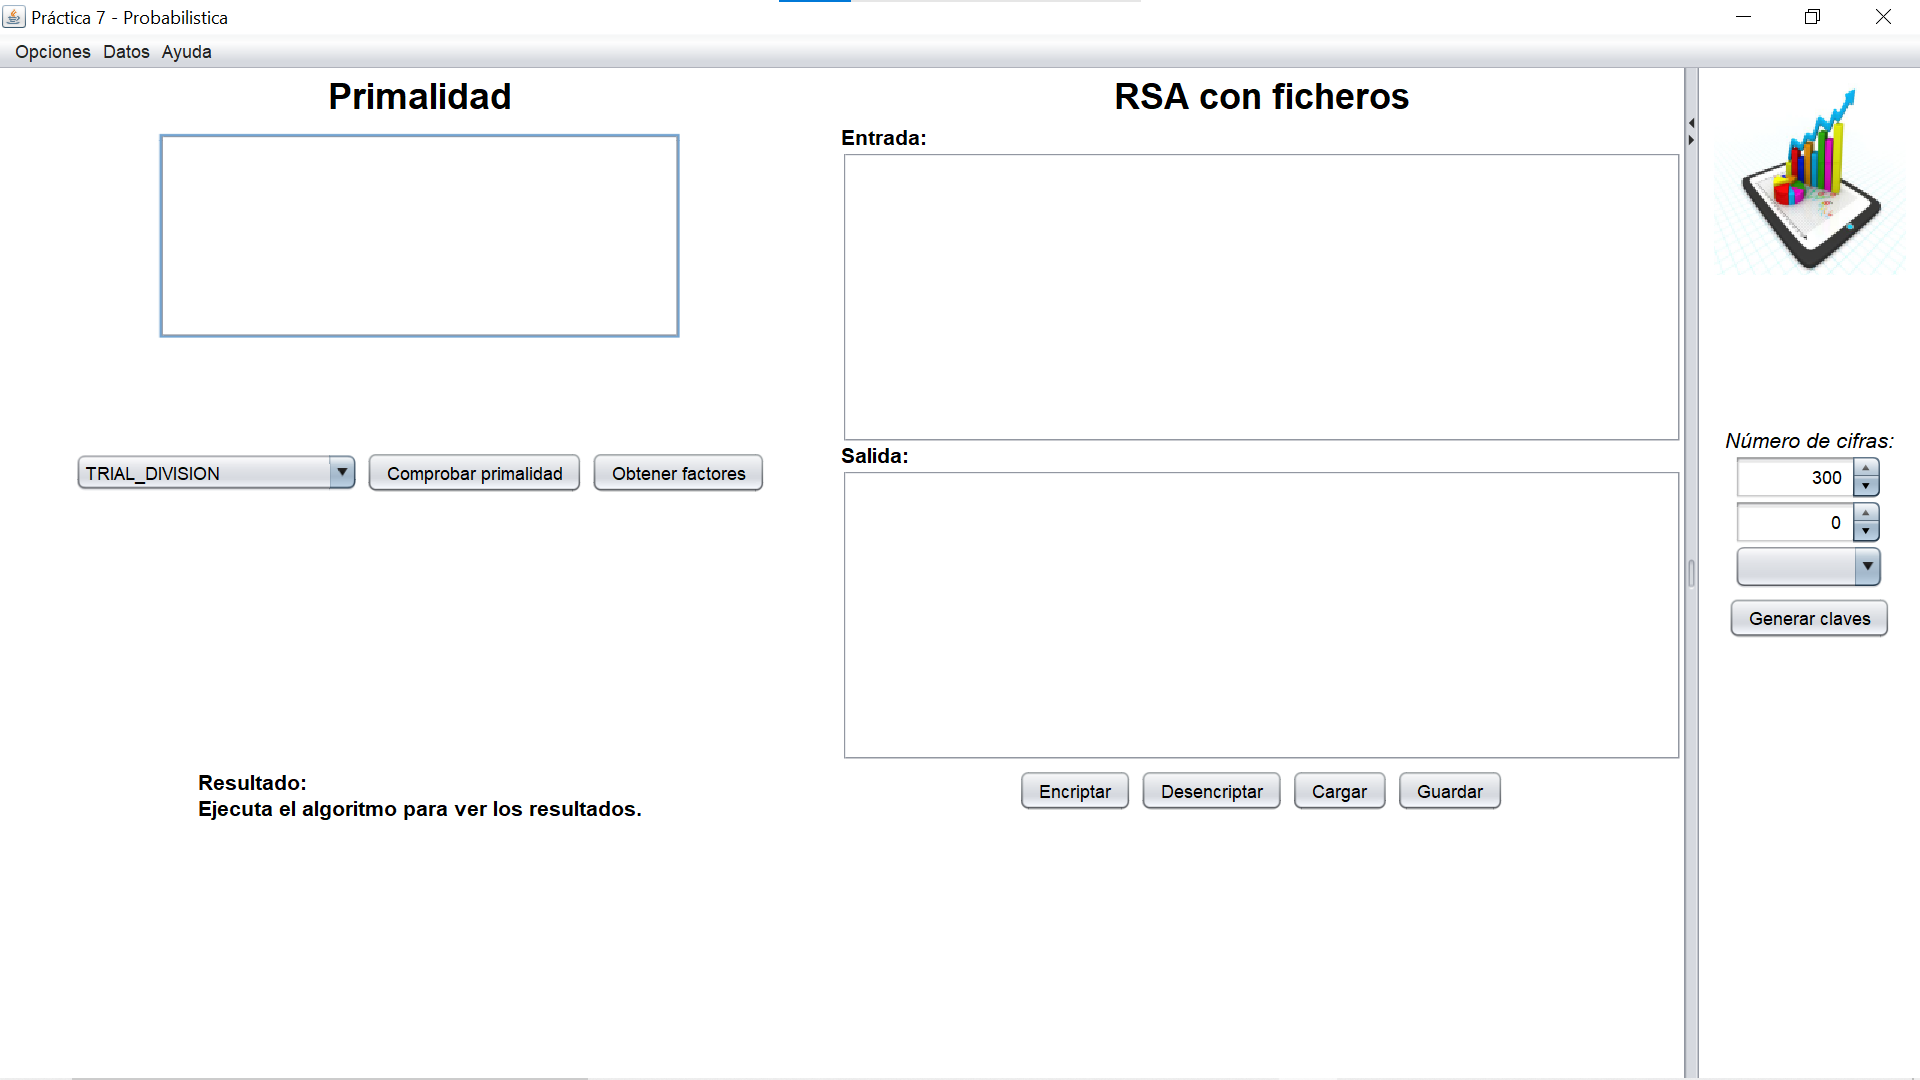 Práctica 7 - Probabilistica
Opciones Datos Ayuda
Primalidad
TRIAL_DIVISION
Comprobar primalidad
Obtener factores
Resultado:
Ejecuta el algoritmo para ver los resultados.
RSA con ficheros
Entrada:
Salida:
Encriptar
Desencriptar
Cargar
Guardar
Número de cifras:
300
0
Generar claves